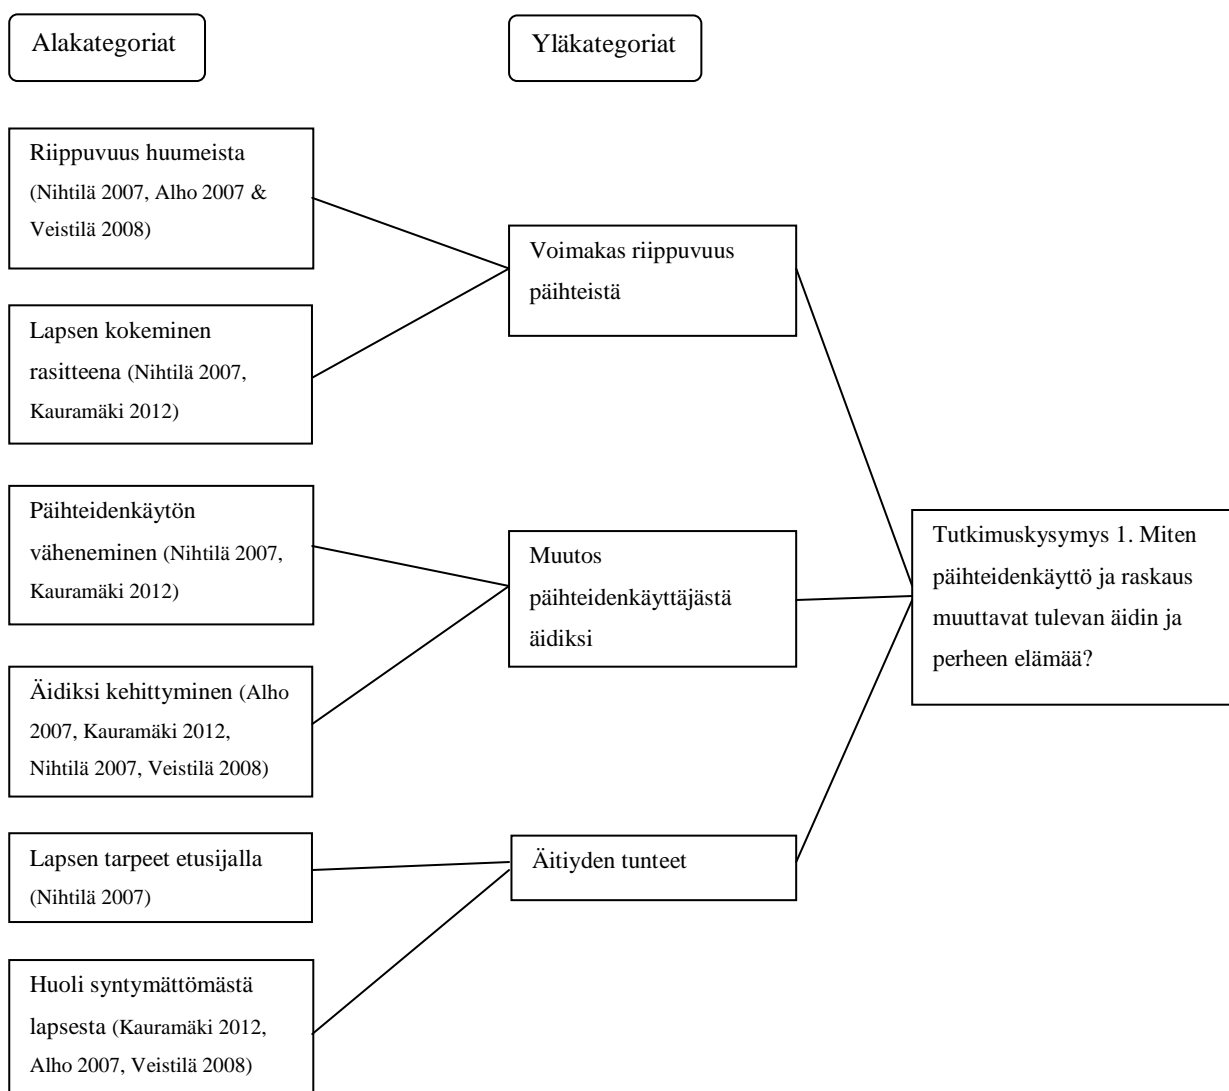 Alakategoriat
Yläkategoriat
Riippuvuus huumeista
(Nihtilä 2007, Alho 2007 &
Veistilä 2008)
Lapsen kokeminen
rasitteena (Nihtilä 2007,
Kauramäki 2012)
Päihteidenkäytön
väheneminen (Nihtilä 2007,
Kauramäki 2012)
Äidiksi kehittyminen (Alho
2007, Kauramäki 2012,
Nihtilä 2007, Veistilä 2008)
Lapsen tarpeet etusijalla
(Nihtilä 2007)
Huoli syntymättömästä
lapsesta (Kauramäki 2012,
Alho 2007, Veistilä 2008)
Voimakas riippuvuus
päihteistä
Muutos
päihteidenkäyttäjästä
äidiksi
Äitiyden tunteet
Tutkimuskysymys 1. Miten
päihteidenkäyttö ja raskaus
muuttavat tulevan äidin ja
perheen elämää?